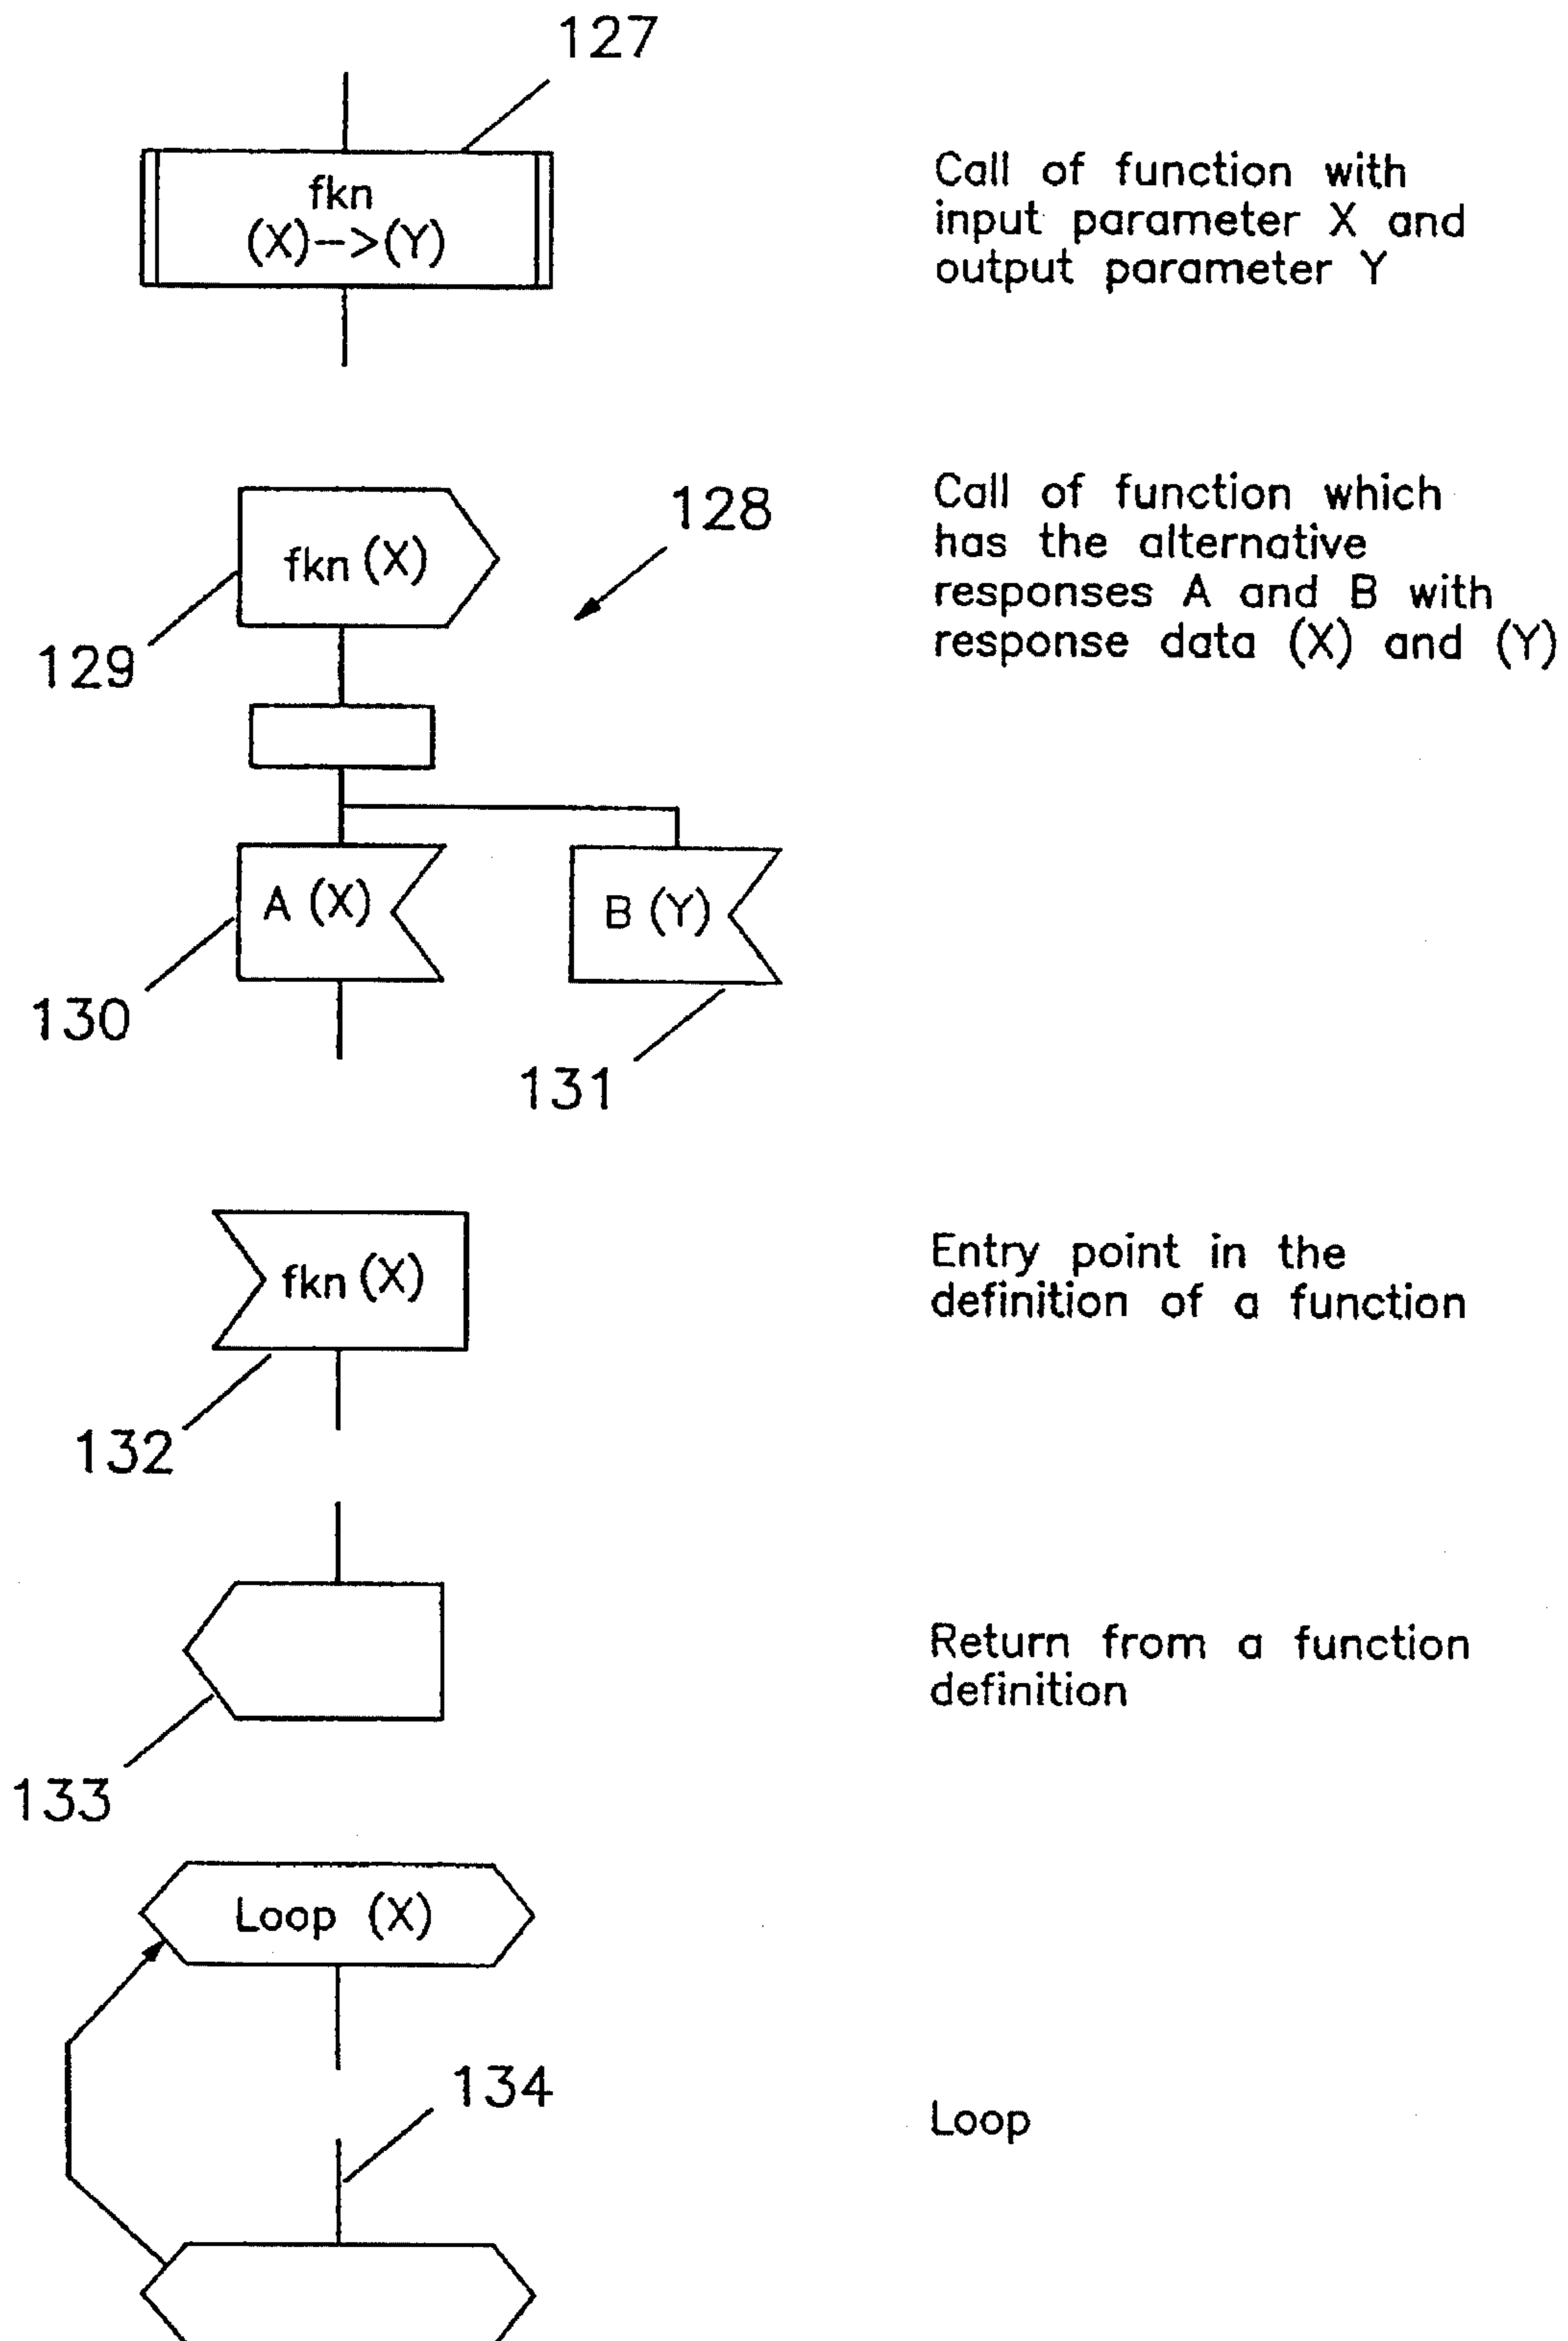 127
fkn
(X)->(Y)
Call of function with
input parameter X and
output parameter Y
128
fkn (X)
129
Call of function which
has the alternative
responses A and B with
response data (X) and (Y)
A (X)
B (Y)
130
131
fkn (X)
132
Entry point in the
definition of a function
133
Return from a function
definition
Loop (X)
134
Loop